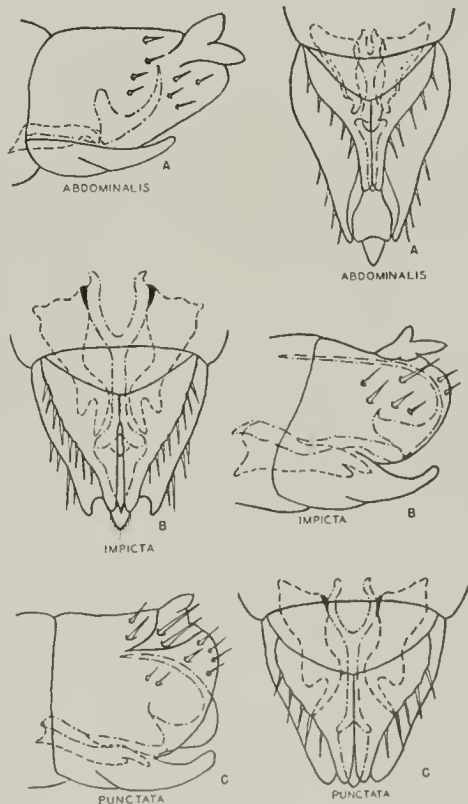 A
ABDOMINALIS
A
ABDOMINALIS
B
IMPICTA
B
IMPICTA
C
PUNCTATA
C
PUNCTATA